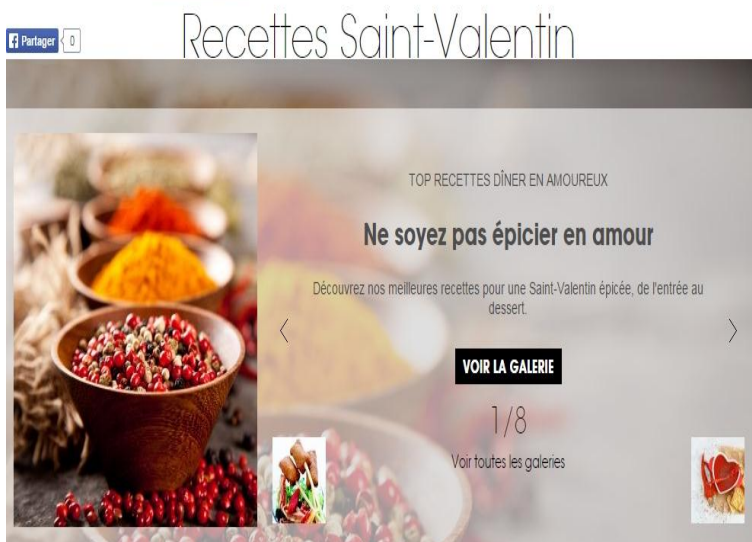 Recettes Saint-Valentin
Partager 0
TOP RECETTES DÎNER EN AMOUREUX
Ne soyez pas épicier en amour
Découvrez nos meilleures recettes pour une Saint-Valentin épicée, de l'entrée au
dessert.
VOIR LA GALERIE
1/8
Voir toutes les galeries